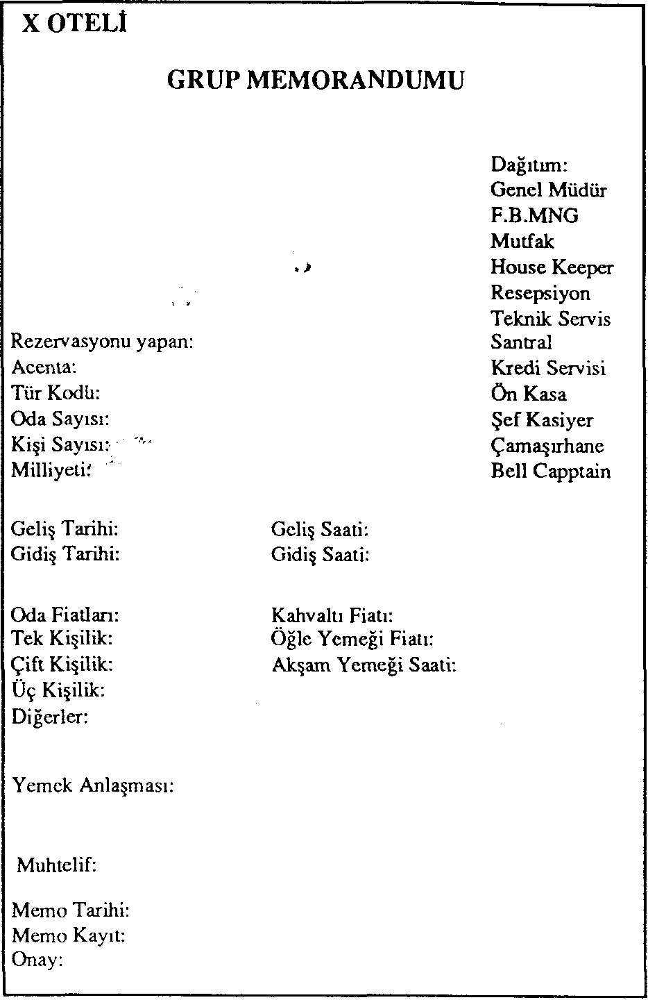 X OTELİ
GRUP MEMORANDUMU
Dağıtım:
Genel Müdür
F.B.MNG
Mutfak
House Keeper
Resepsiyon
Teknik Servis
Santral
Kredi Servisi
Ön Kasa
Şef Kasiyer
Çamaşırhane
Bell Capptain
Rezervasyonu yapan:
Acenta:
Tür Kodu:
Oda Sayısı:
Kişi Sayısı:
Milliyeti:
Geliş Tarihi: Geliş Saati:
Gidiş Tarihi: Gidiş Saati:
Oda Fiatları: Kahvaltı Fiatı:
Tek Kişilik: Öğle Yemeği Fiatı:
Çift Kişilik: Akşam Yemeği Saati:
Üç Kişilik:
Diğerler:
Yemek Anlaşması:
Muhtelif:
Memo Tarihi:
Memo Kayıt:
Onay: